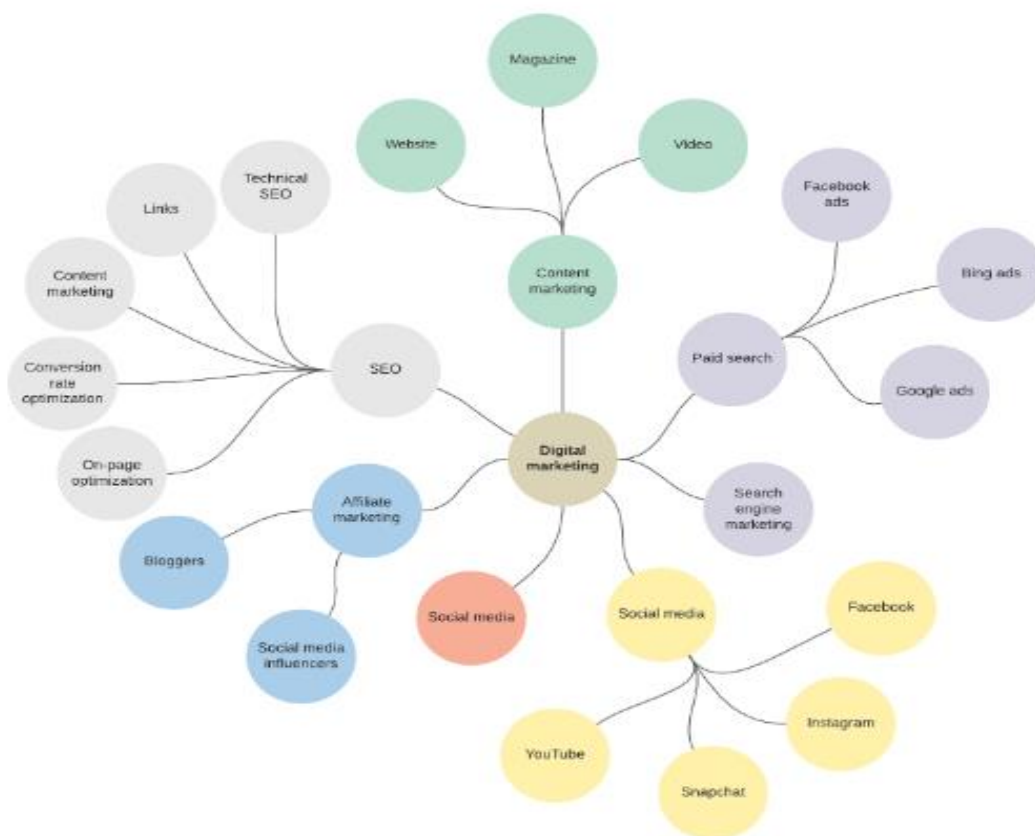 Magazine
Website
Video
Technical
SEO
Facebook
ads
Links
Content
marketing
Content
marketing
Bing ads
Paid search
SEO
Conversion
rate
optimization
Google ads
Digital
marketing
On-page
optimization
Affiliate
marketing
Search
engine
marketing
Bloggers
Social media
Social media
Facebook
Social media
influencers
Instagram
YouTube
Snapchat